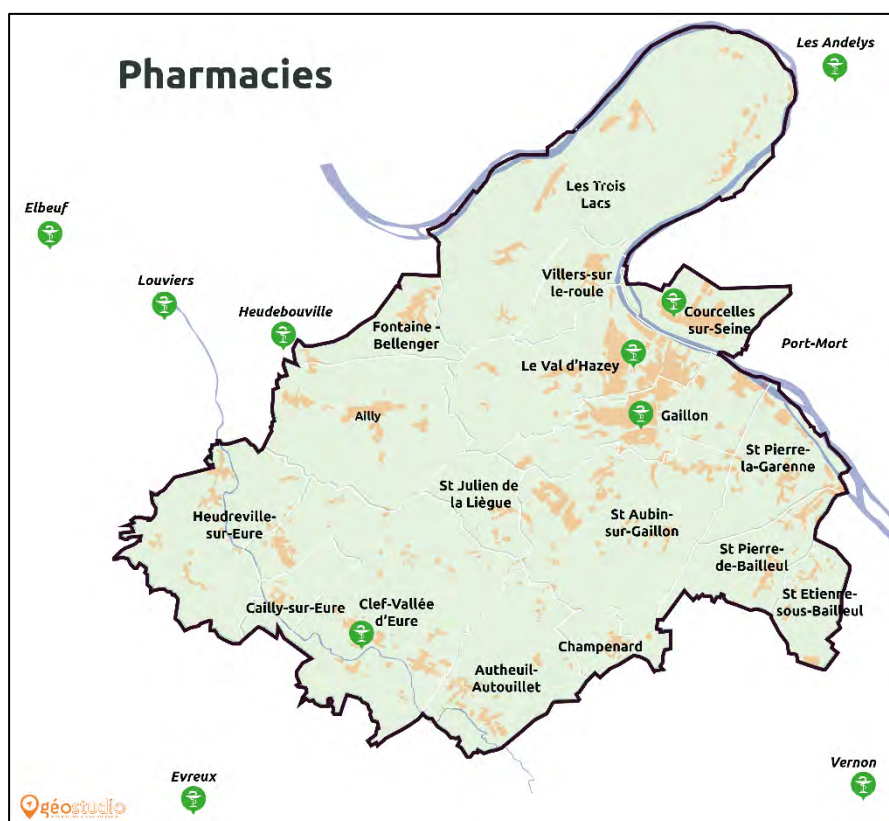 Pharmacies
Les Andelys
Les Trois
Lacs
Elbeuf
Louviers
Villers-sur
le-roule
Heudebouville
Fontaine -
Bellenger
Courcelles
sur-Seine
Port-Mort
Le Val d'Hazey
Ailly
Gaillon
St Pierre-
la-Garenne
St Julien de
la Liègue
Heudreville-
sur-Eure
St Aubin-
sur-Gaillon
St Pierre-
de-Bailleul
St Etienne-
sous-Bailleul
Cailly-sur-Eure
Clef-Vallée
d'Eure
Champenard
Autheuil-
Autouillet
Evreux
Vernon
géostudio